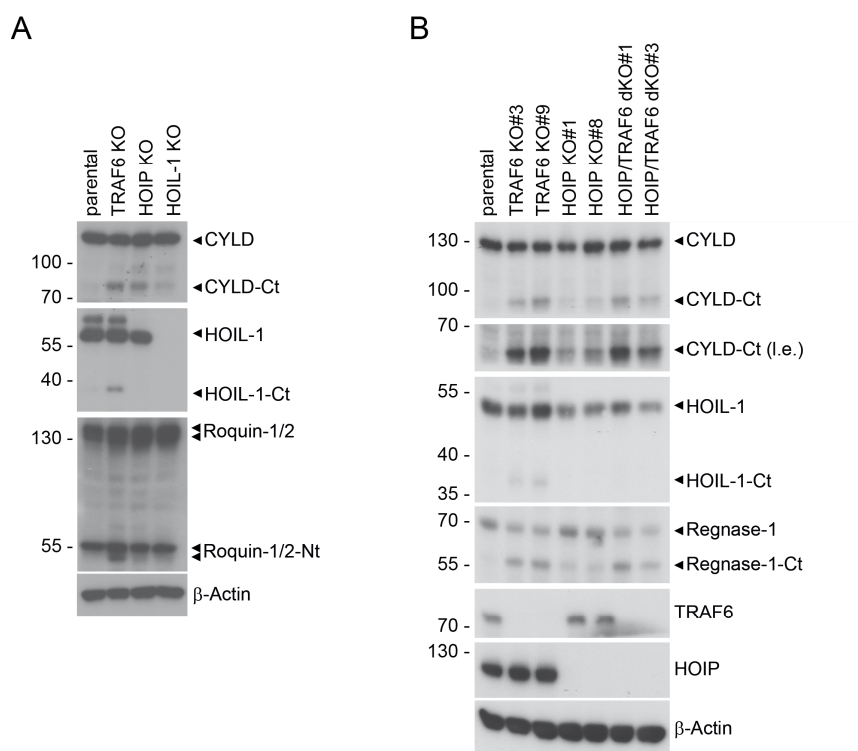 A
parental
TRAF6 KO
HOIP KO
HOIL-1 KO
CYLD
100 -
CYLD-Ct
70 -
HOIL-1
55 -
40 -
HOIL-1-Ct
Roquin-1/2
130 -
55 -
Roquin-1/2-Nt
β-Actin
B
parental
TRAF6 KO#3
TRAF6 KO#9
HOIP KO#1
HOIP KO#8
HOIP/TRAF6 dKO#1
HOIP/TRAF6 dKO#3
130 -
CYLD
100 -
CYLD-Ct
70 -
CYLD-Ct (l.e.)
55 -
HOIL-1
40 -
HOIL-1-Ct
35 -
70 -
Regnase-1
55 -
Regnase-1-Ct
TRAF6
70 -
130 -
HOIP
β-Actin